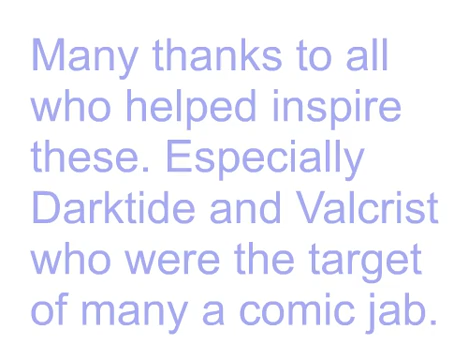 Many thanks to all
who helped inspire
these. Especially
Darktide and Valcrist
who were the target
of many a comic jab.